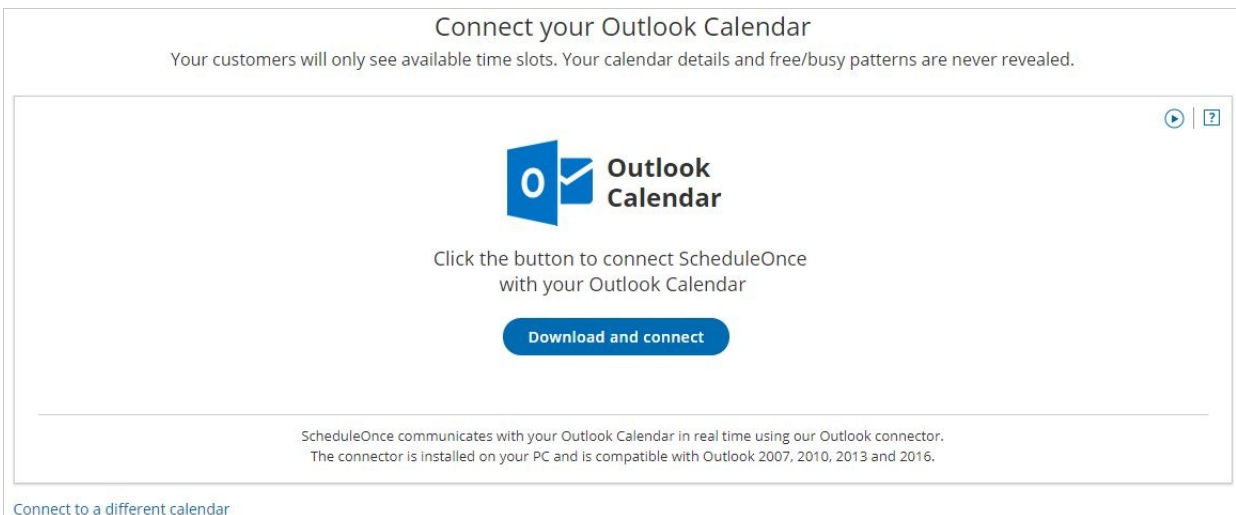 Connect your Outlook Calendar
Your customers will only see available time slots. Your calendar details and free/busy patterns are never revealed.
?
O
Outlook
Calendar
Click the button to connect ScheduleOnce
with your Outlook Calendar
Download and connect
ScheduleOnce communicates with your Outlook Calendar in real time using our Outlook connector.
The connector is installed on your PC and is compatible with Outlook 2007, 2010, 2013 and 2016.
Connect to a different calendar